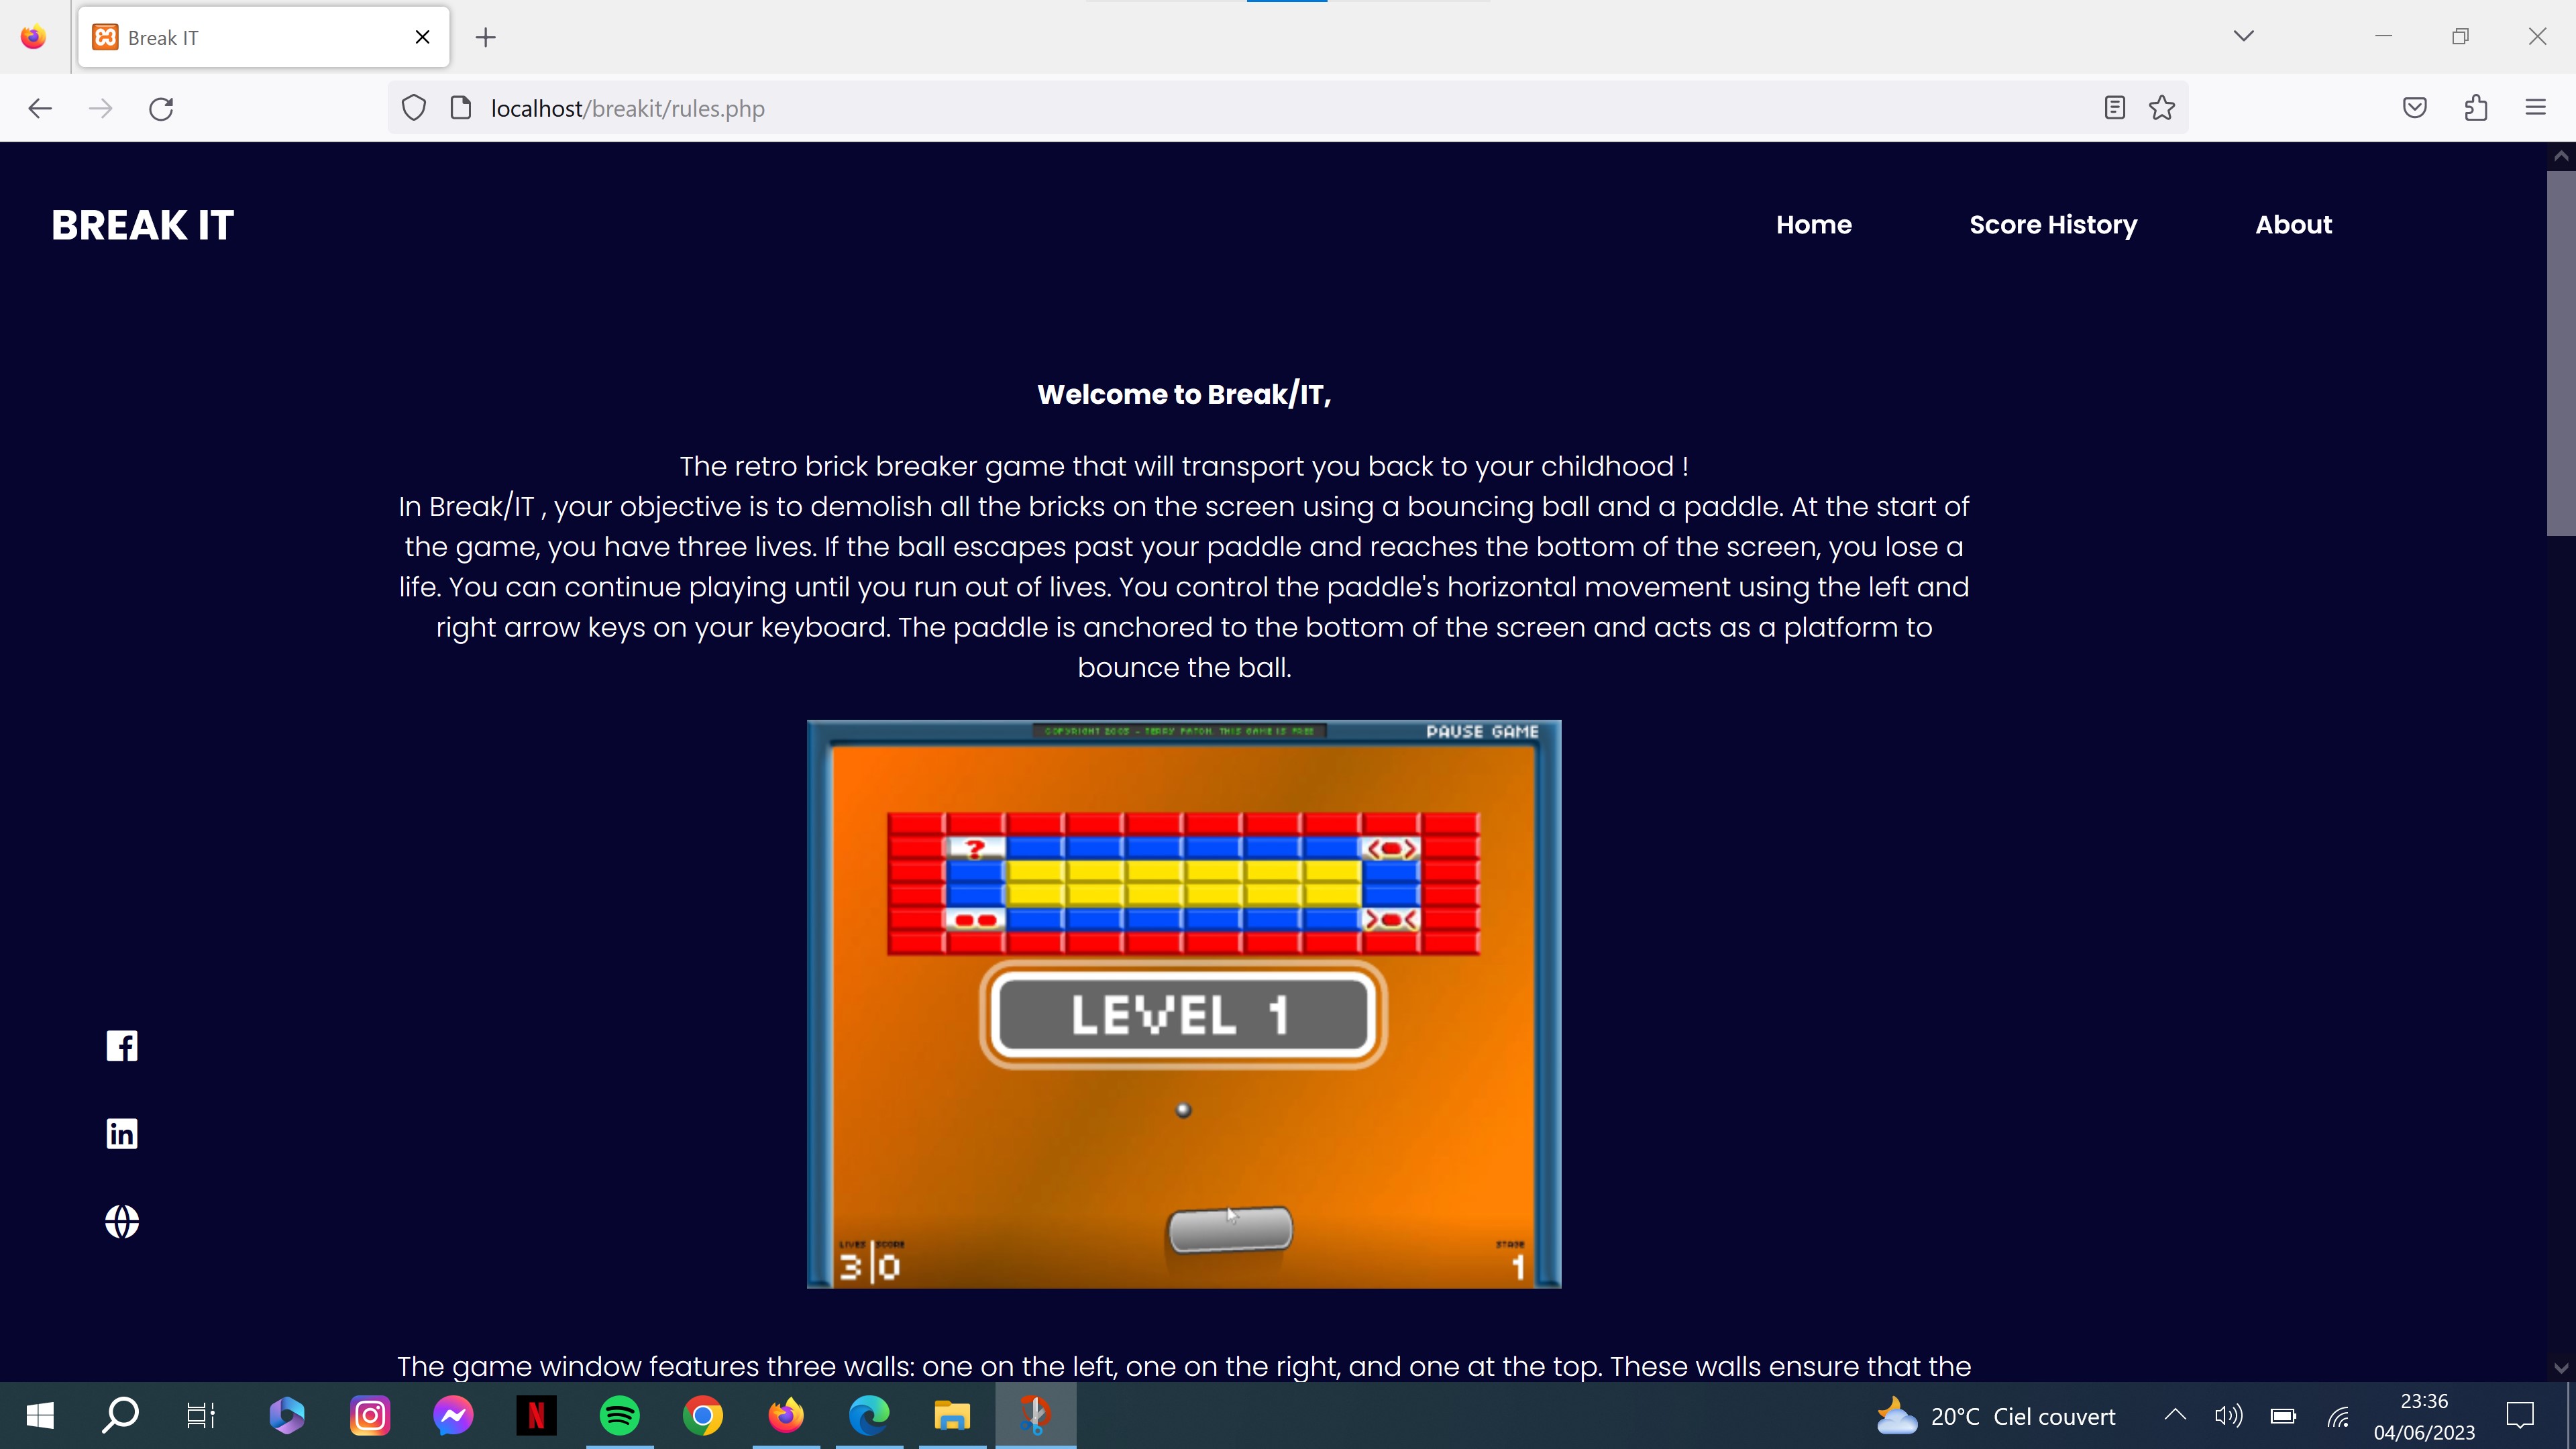 Break IT
localhost/breakit/rules.php
BREAK IT
Home
Score History
About
Welcome to Break/IT,
The retro brick breaker game that will transport you back to your childhood !
In Break/IT , your objective is to demolish all the bricks on the screen using a bouncing ball and a paddle. At the start of
the game, you have three lives. If the ball escapes past your paddle and reaches the bottom of the screen, you lose a
life. You can continue playing until you run out of lives. You control the paddle's horizontal movement using the left and
right arrow keys on your keyboard. The paddle is anchored to the bottom of the screen and acts as a platform to
bounce the ball.
COPYRIGHT 2005 - TERRY PATON. THIS GAME IS FREE
PAUSE GAME
?
LEVEL 1
LIVES SCORE
3 0
STAGE
1
The game window features three walls: one on the left, one on the right, and one at the top. These walls ensure that the
20°C Ciel couvert
23:36
04/06/2023